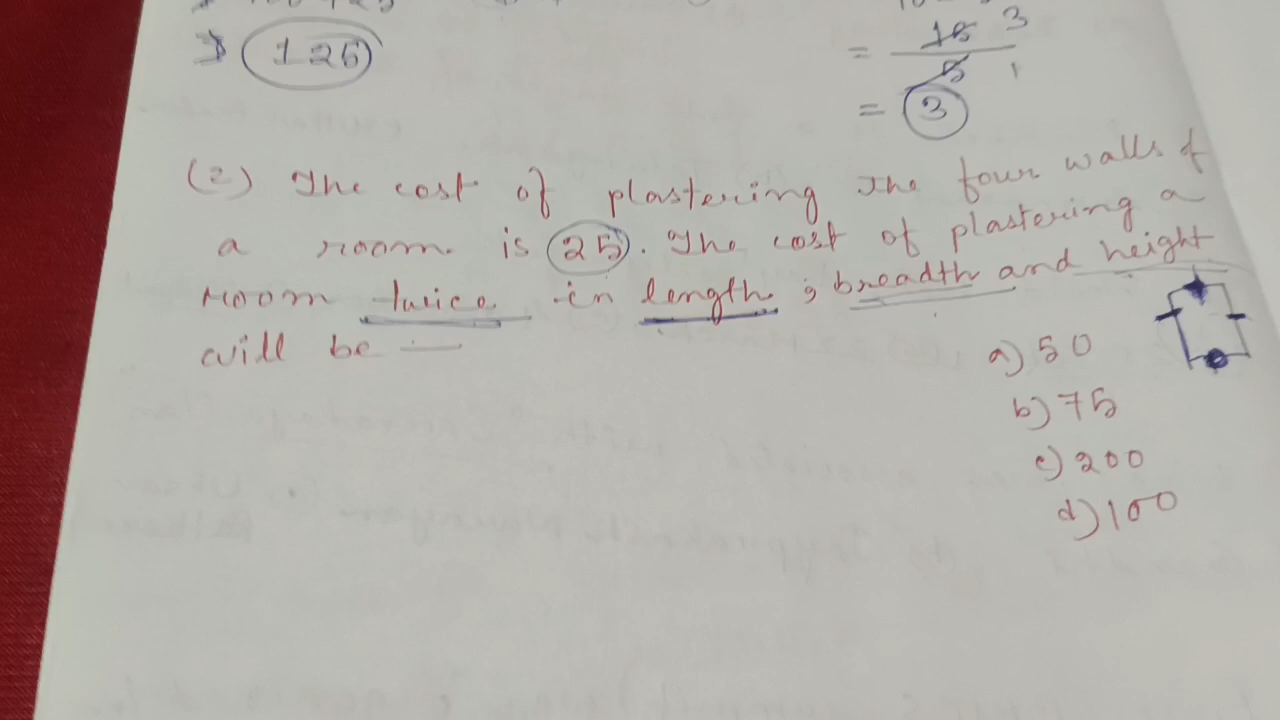 126
= 15 3
5 1
= 3
(2) The cost of plastering the four walls of
a room is 25. The cost of plastering a
room twice in length, breadth and height
will be —
a) 50
b) 75
c) 200
d) 100